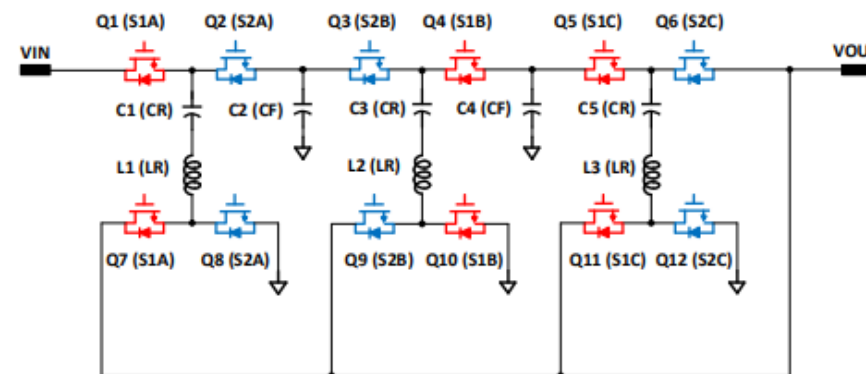 Q1 (S1A) Q2 (S2A) Q3 (S2B) Q4 (S1B) Q5 (S1C) Q6 (S2C)
VIN VOU
C1 (CR) C2 (CF) C3 (CR) C4 (CF) C5 (CR)
L1 (LR) L2 (LR) L3 (LR)
Q7 (S1A) Q8 (S2A) Q9 (S2B) Q10 (S1B) Q11 (S1C) Q12 (S2C)